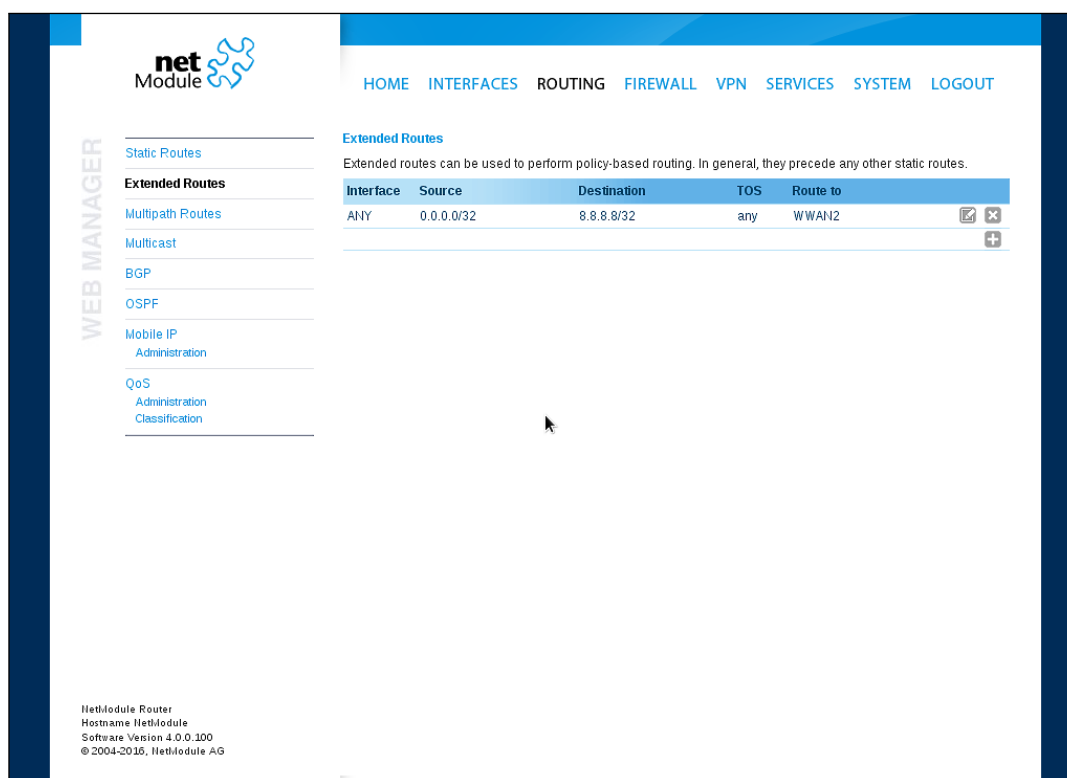 net
Module
HOME INTERFACES ROUTING FIREWALL VPN SERVICES SYSTEM LOGOUT
WEB MANAGER
Static Routes
Extended Routes
Multipath Routes
Multicast
BGP
OSPF
Mobile IP
Administration
QoS
Administration
Classification
Extended Routes
Extended routes can be used to perform policy-based routing. In general, they precede any other static routes.
Interface Source Destination TOS Route to
ANY 0.0.0.0/32 8.8.8.8/32 any WWAN2
NetModule Router
Hostname NetModule
Software Version 4.0.0.100
© 2004-2016, NetModule AG